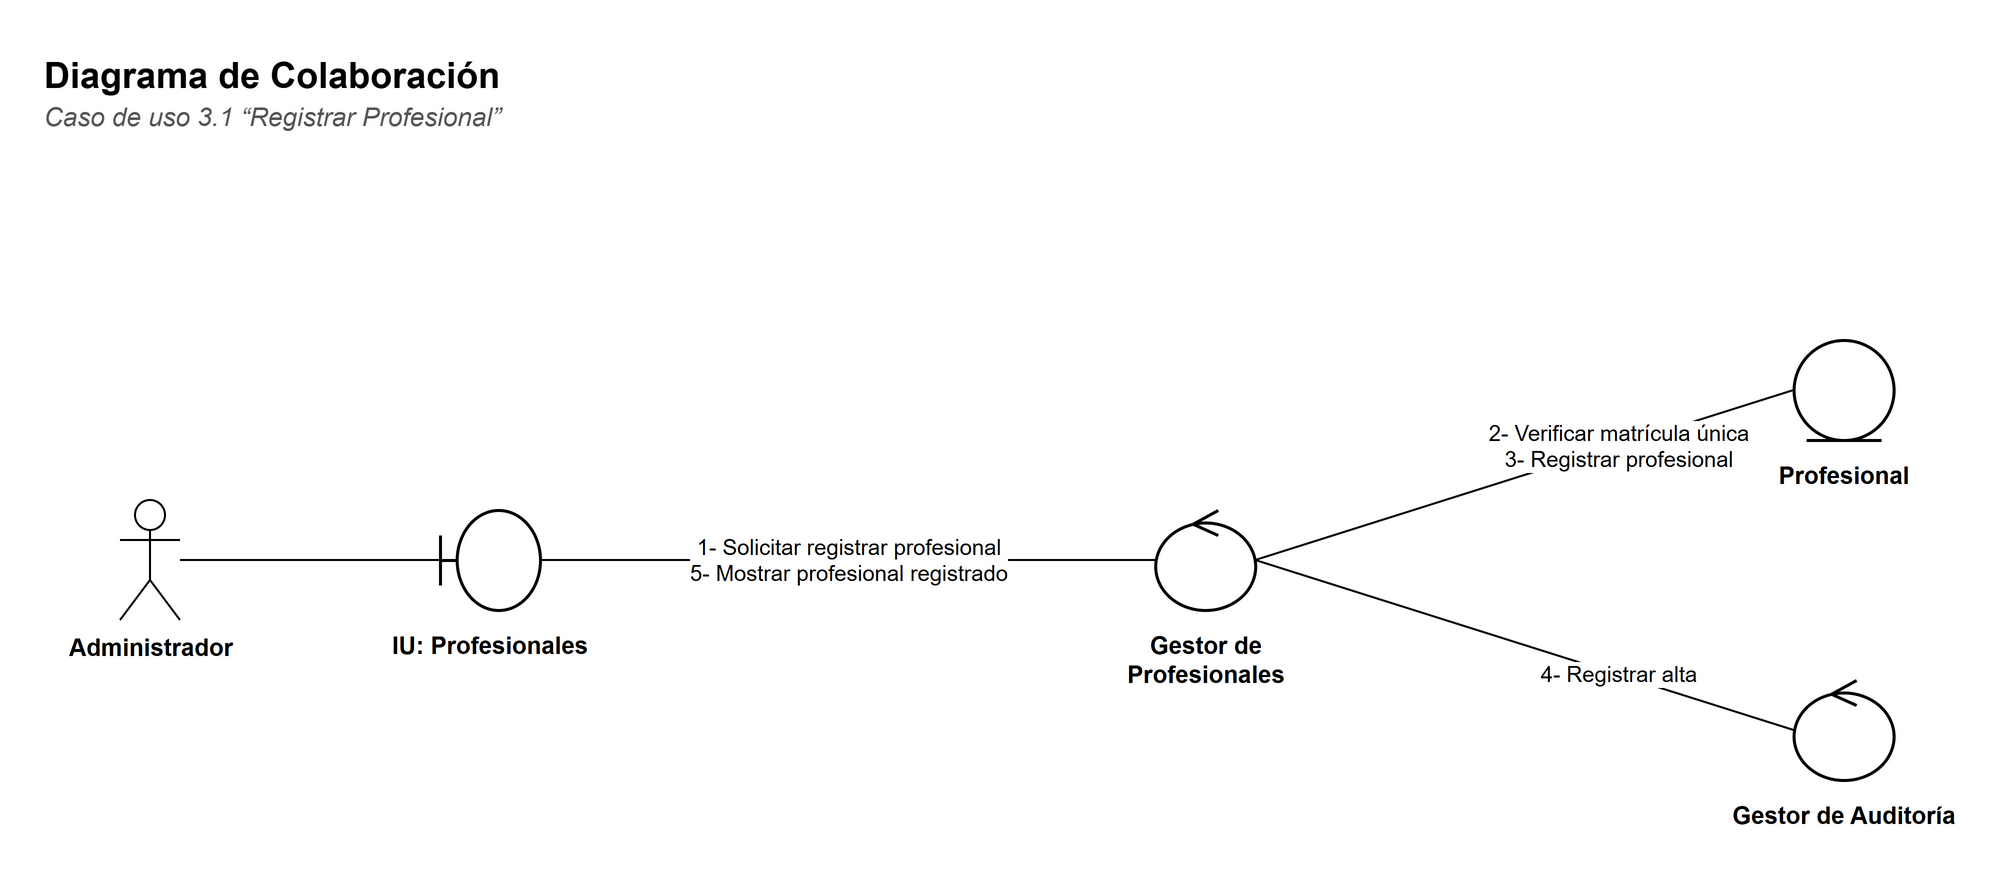 Diagrama de Colaboración
Caso de uso 3.1 “Registrar Profesional”
2- Verificar matrícula única
3- Registrar profesional
Profesional
1- Solicitar registrar profesional
5- Mostrar profesional registrado
Administrador
IU: Profesionales
Gestor de
Profesionales
4- Registrar alta
Gestor de Auditoría